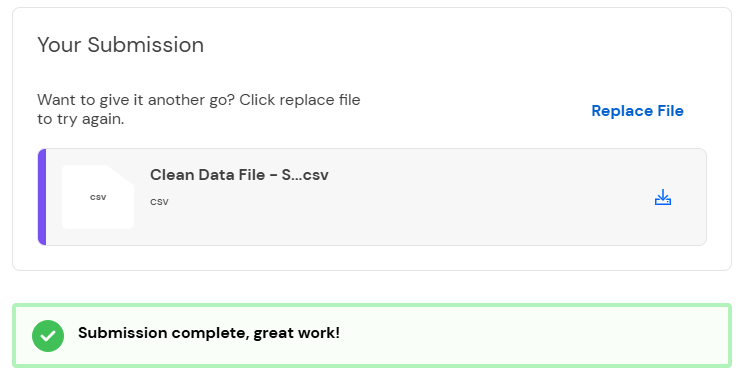 Your Submission
Want to give it another go? Click replace file
to try again.
Replace File
csv
Clean Data File - S...csv
csv
Submission complete, great work!